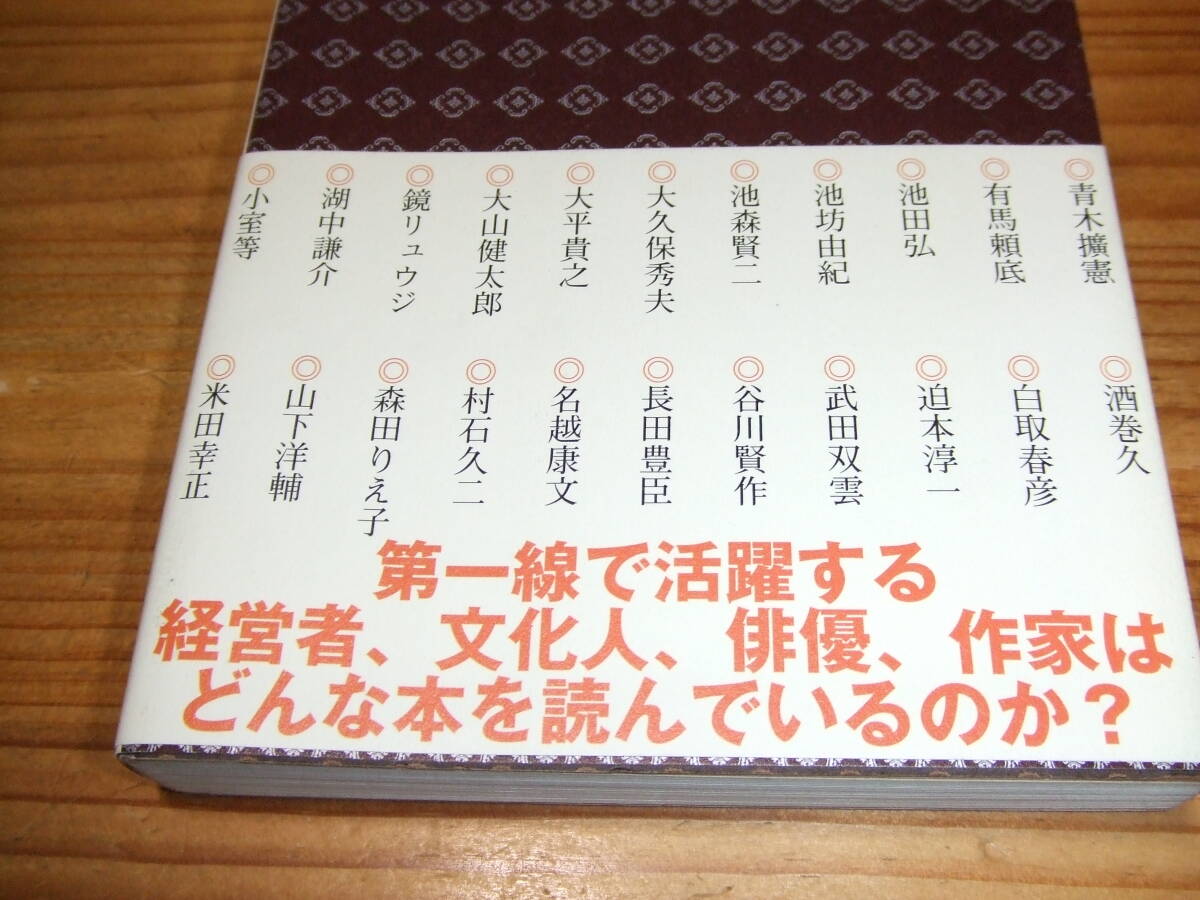 ◎青木擴憲
◎有馬頼底
◎池田弘
◎池坊由紀
◎池森賢二
◎大久保秀夫
◎大平貴之
◎大山健太郎
◎鏡リュウジ
◎湖中謙介
◎小室等
◎酒巻久
◎白取春彦
◎迫本淳一
◎武田双雲
◎谷川賢作
◎長田豊臣
◎名越康文
◎村石久二
◎森田りえ子
◎山下洋輔
◎米田幸正
第一線で活躍する
経営者、文化人、俳優、作家は
どんな本を読んでいるのか？